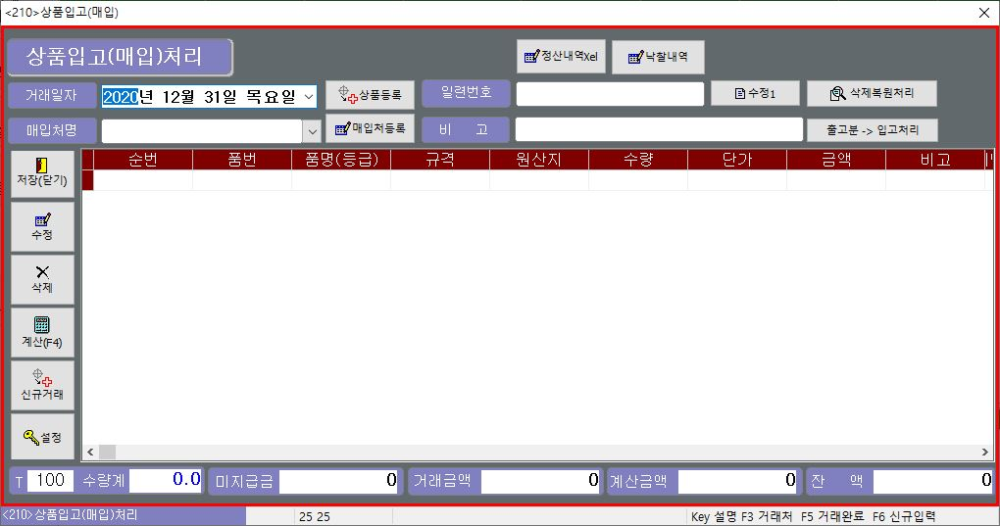 <210>상품입고(매입)
상품입고(매입)처리
정산내역Xel
낙찰내역
거래일자
2020년 12월 31일 목요일
상품등록
일련번호
수정1
삭제복원처리
매입처명
매입처등록
비 고
출고분 -> 입고처리
저장(닫기)
순번 품번 품명(등급) 규격 원산지 수량 단가 금액 비고
수정
삭제
계산(F4)
신규거래
설정
T 100 수량계 0.0 미지급금 0 거래금액 0 계산금액 0 잔 액 0
<210>상품입고(매입)처리 25 25 Key 설명 F3 거래처 F5 거래완료 F6 신규입력